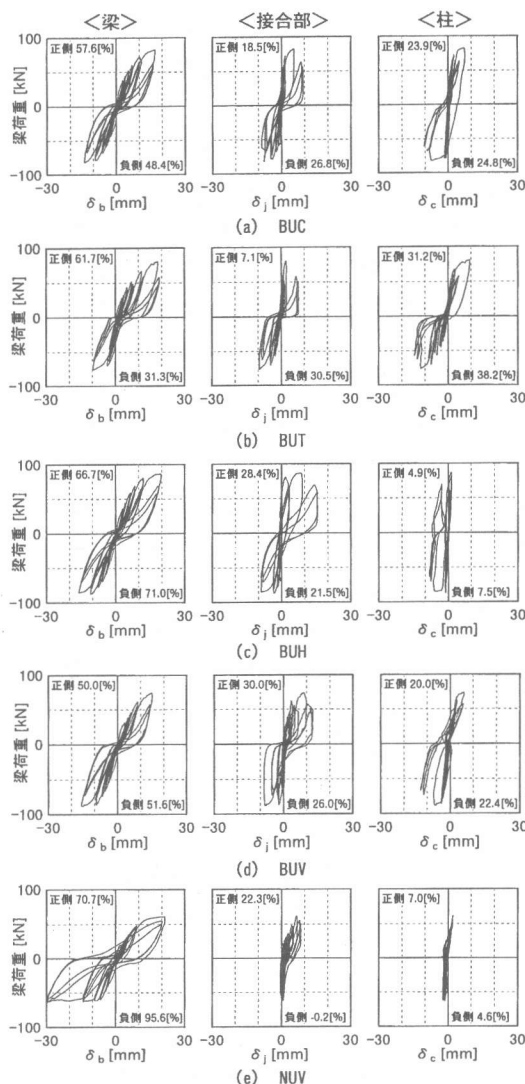 <梁> <接合部> <柱>
100 正側 57.6[%] 正側 18.5[%] 正側 23.9[%]
梁荷重 [kN]
0
-100 負側 48.4[%] 負側 26.8[%] 負側 24.8[%]
-30 0 30 -30 0 30 -30 0 30
δb [mm] δj [mm] δc [mm]
(a) BUC
100 正側 61.7[%] 正側 7.1[%] 正側 31.2[%]
梁荷重 [kN]
0
-100 負側 31.3[%] 負側 30.5[%] 負側 38.2[%]
-30 0 30 -30 0 30 -30 0 30
δb [mm] δj [mm] δc [mm]
(b) BUT
100 正側 66.7[%] 正側 28.4[%] 正側 4.9[%]
梁荷重 [kN]
0
-100 負側 71.0[%] 負側 21.5[%] 負側 7.5[%]
-30 0 30 -30 0 30 -30 0 30
δb [mm] δj [mm] δc [mm]
(c) BUH
100 正側 50.0[%] 正側 30.0[%] 正側 20.0[%]
梁荷重 [kN]
0
-100 負側 51.6[%] 負側 26.0[%] 負側 22.4[%]
-30 0 30 -30 0 30 -30 0 30
δb [mm] δj [mm] δc [mm]
(d) BUV
100 正側 70.7[%] 正側 22.3[%] 正側 7.0[%]
梁荷重 [kN]
0
-100 負側 95.6[%] 負側 -0.2[%] 負側 4.6[%]
-30 0 30 -30 0 30 -30 0 30
δb [mm] δj [mm] δc [mm]
(e) NUV